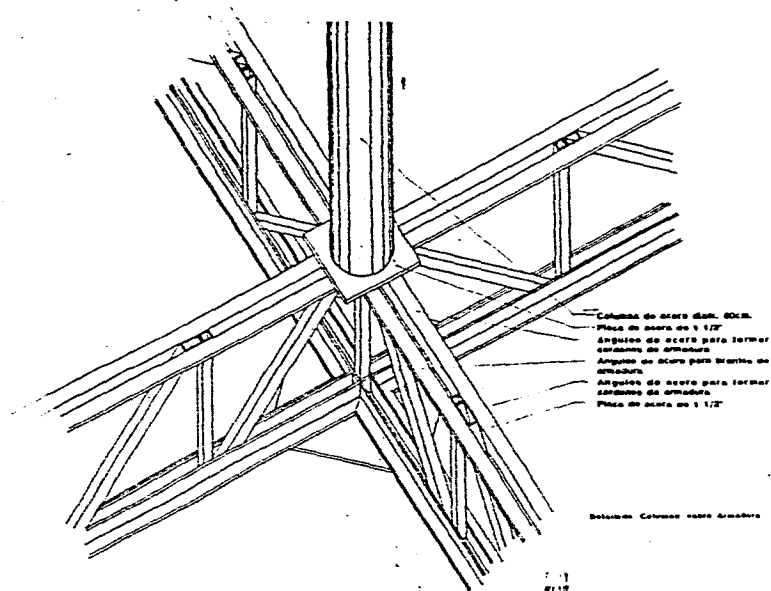 Columna de acero diam. 60cm.
Placa de acero de 1 1/2"
Angulos de acero para formar
cordones de armadura
Angulos de acero para tirantes de
armadura
Angulos de acero para formar
cordones de armadura
Placa de acero de 1 1/2"
Columna sobre Armadura